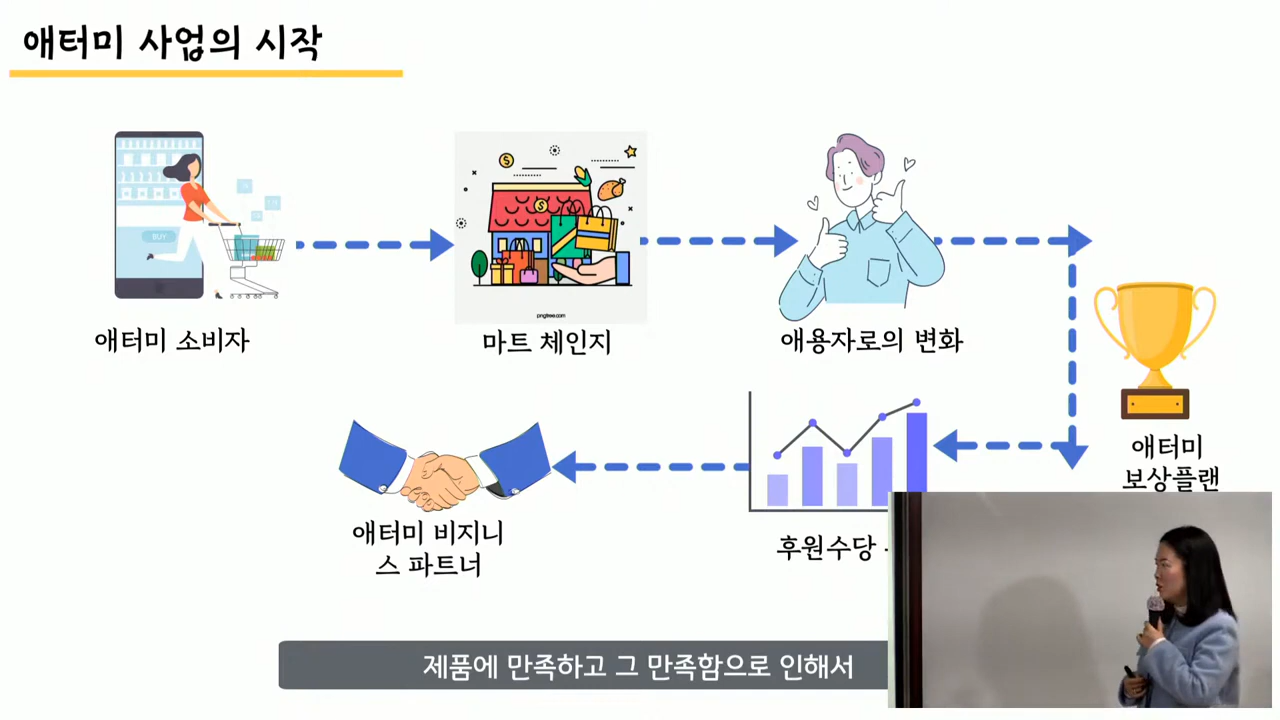 애터미 사업의 시작
BUY
pngtree.com
애터미 소비자
마트 체인지
애용자로의 변화
애터미
보상플랜
후원수당
애터미 비지니
스 파트너
제품에 만족하고 그 만족함으로 인해서